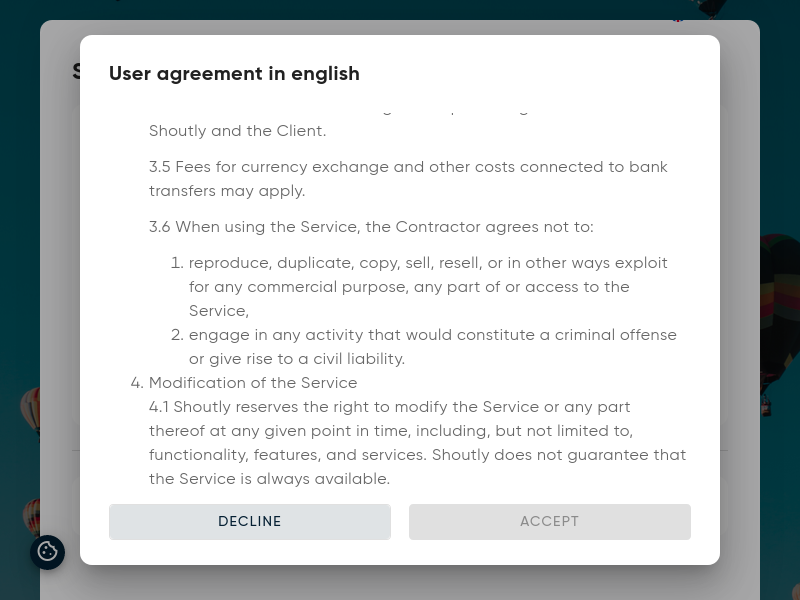 User agreement in english
Shoutly and the Client.
3.5 Fees for currency exchange and other costs connected to bank
transfers may apply.
3.6 When using the Service, the Contractor agrees not to:
1. reproduce, duplicate, copy, sell, resell, or in other ways exploit
for any commercial purpose, any part of or access to the
Service,
2. engage in any activity that would constitute a criminal offense
or give rise to a civil liability.
4. Modification of the Service
4.1 Shoutly reserves the right to modify the Service or any part
thereof at any given point in time, including, but not limited to,
functionality, features, and services. Shoutly does not guarantee that
the Service is always available.
DECLINE
ACCEPT